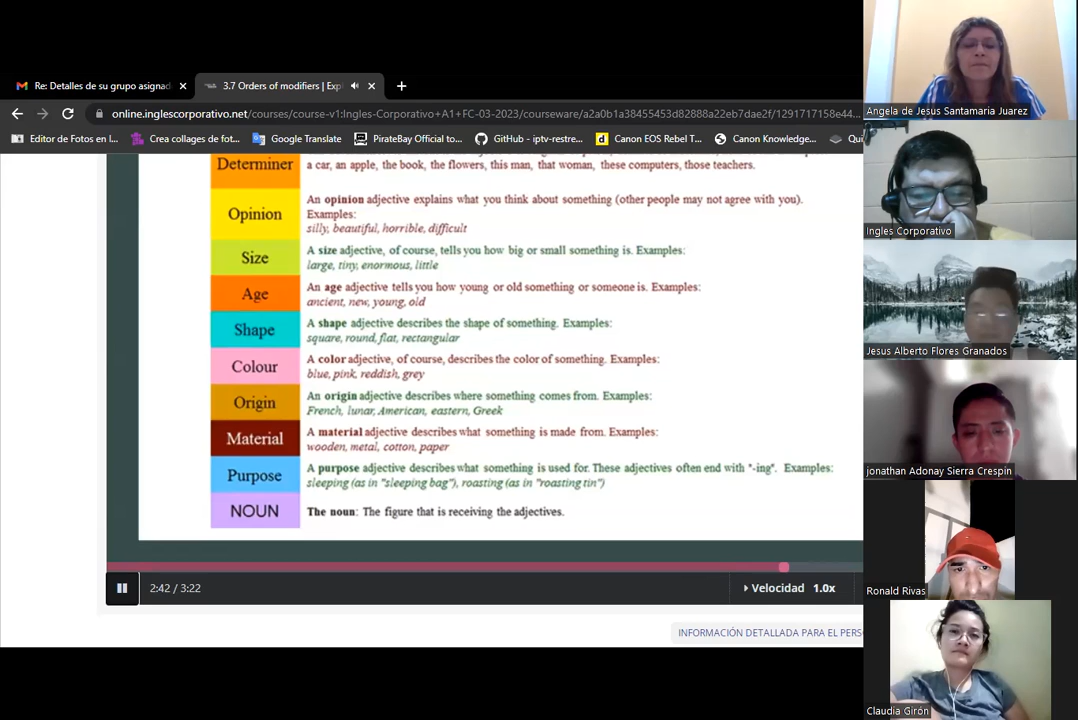 Re: Detalles de su grupo asignad
3.7 Orders of modifiers | Exp
online.inglescorporativo.net/courses/course-v1:Ingles-Corporativo+A1+FC-03-2023/courseware/a2a0b1a38455453d82888a22eb7dae2f/1291717158e44...
Editor de Fotos en l... Crea collages de fot... Google Translate PirateBay Official to... GitHub - iptv-restre... Canon EOS Rebel T... Canon Knowledge... Qui
Determiner
a car, an apple, the book, the flowers, this man, that woman, these computers, those teachers.
Opinion
An opinion adjective explains what you think about something (other people may not agree with you).
Examples:
silly, beautiful, horrible, difficult
Size
A size adjective, of course, tells you how big or small something is. Examples:
large, tiny, enormous, little
Age
An age adjective tells you how young or old something or someone is. Examples:
ancient, new, young, old
Shape
A shape adjective describes the shape of something. Examples:
square, round, flat, rectangular
Colour
A color adjective, of course, describes the color of something. Examples:
blue, pink, reddish, grey
Origin
An origin adjective describes where something comes from. Examples:
French, lunar, American, eastern, Greek
Material
A material adjective describes what something is made from. Examples:
wooden, metal, cotton, paper
Purpose
A purpose adjective describes what something is used for. These adjectives often end with "-ing". Examples:
sleeping (as in "sleeping bag"), roasting (as in "roasting tin")
NOUN
The noun: The figure that is receiving the adjectives.
2:42 / 3:22
Velocidad 1.0x
INFORMACIÓN DETALLADA PARA EL PERS
Angela de Jesus Santamaria Juarez
Ingles Corporativo
Jesus Alberto Flores Granados
jonathan Adonay Sierra Crespin
Ronald Rivas
Claudia Girón